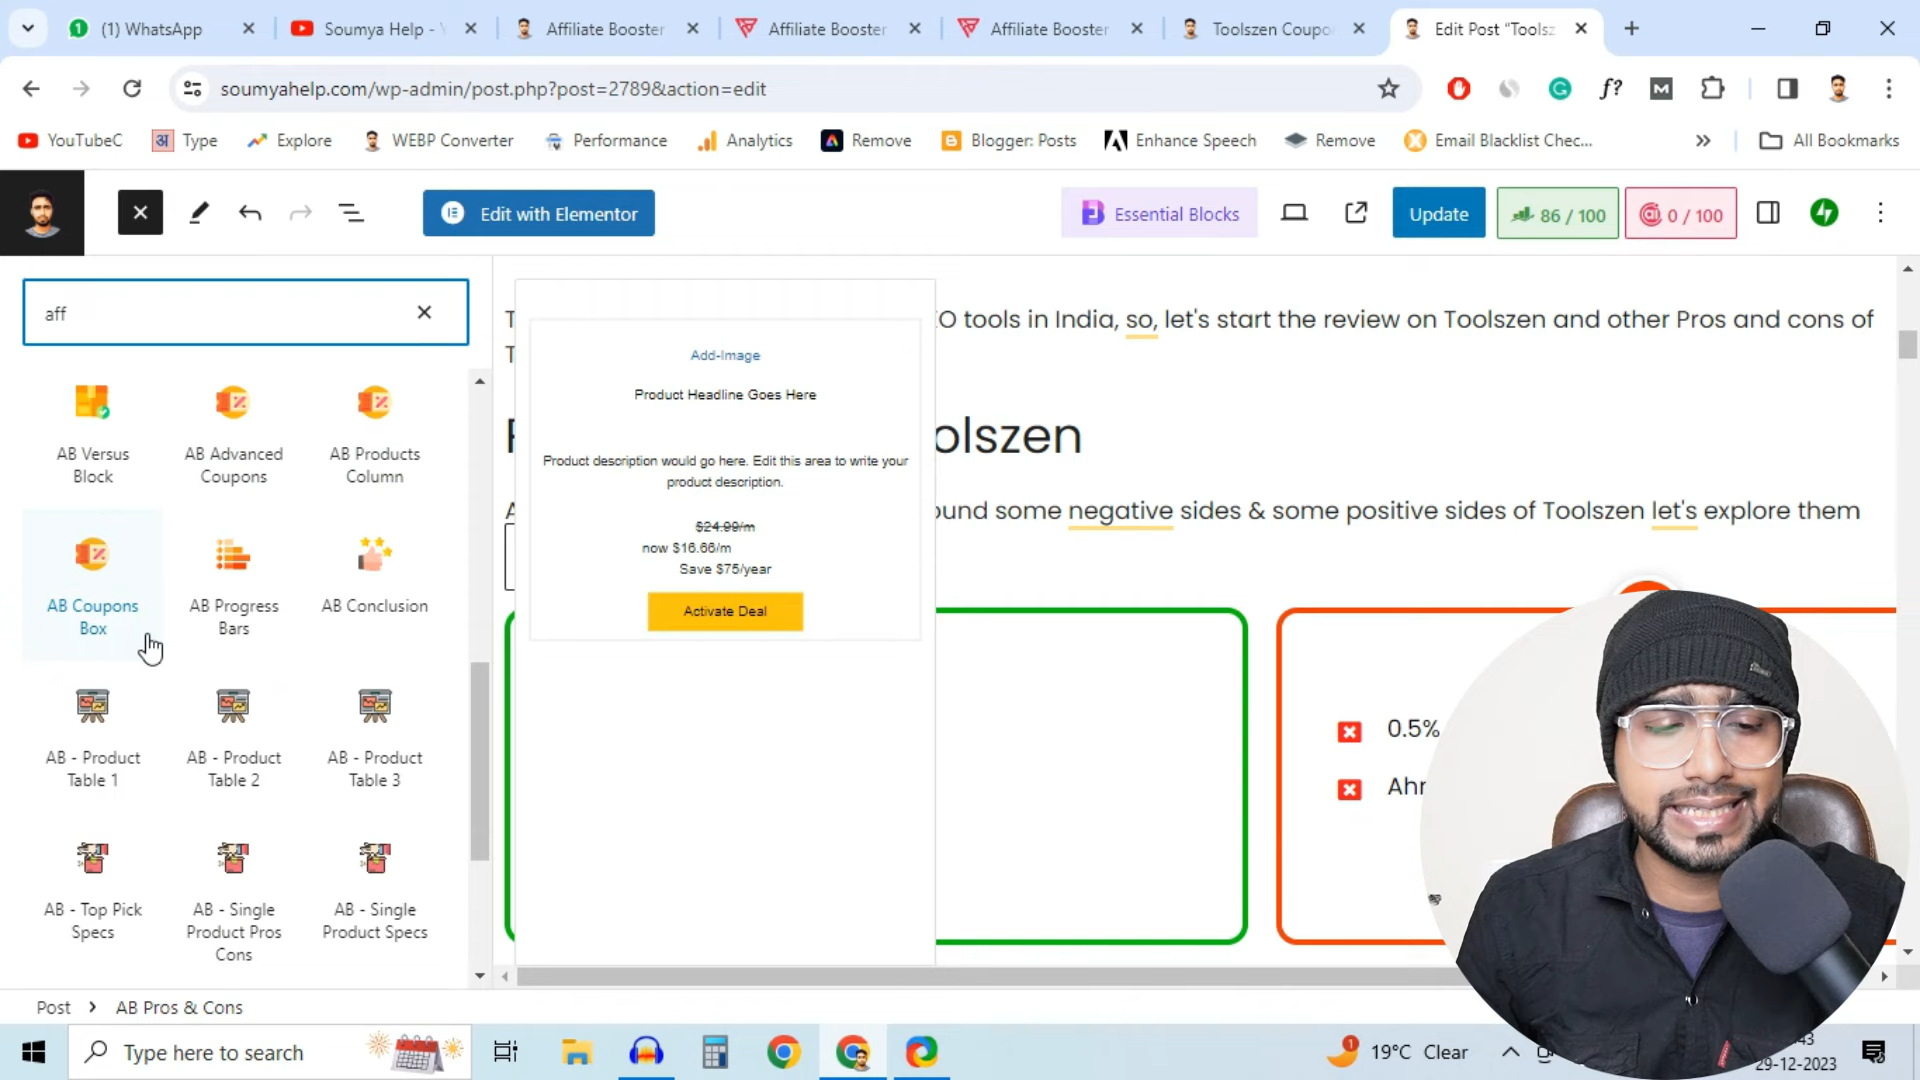 (1) WhatsApp
Soumya Help -
Affiliate Booster
Affiliate Booster
Affiliate Booster
Toolszen Coupo
Edit Post "Toolsz
soumyahelp.com/wp-admin/post.php?post=2789&action=edit
f?
M
YouTubeC
अ Type
Explore
WEBP Converter
Performance
Analytics
Remove
Blogger: Posts
Enhance Speech
Remove
Email Blacklist Chec...
All Bookmarks
Edit with Elementor
Essential Blocks
Update
86 / 100
0 / 100
aff
AB Versus
Block
AB Advanced
Coupons
AB Products
Column
AB Coupons
Box
AB Progress
Bars
AB Conclusion
AB - Product
Table 1
AB - Product
Table 2
AB - Product
Table 3
AB - Top Pick
Specs
AB - Single
Product Pros
Cons
AB - Single
Product Specs
Add-Image
Product Headline Goes Here
Product description would go here. Edit this area to write your
product description.
$24.99/m
now $16.66/m
Save $75/year
Activate Deal
tools in India, so, let's start the review on Toolszen and other Pros and cons of
olszen
ound some negative sides & some positive sides of Toolszen let's explore them
0.5%
Ahr
Post > AB Pros & Cons
Type here to search
1
19°C Clear
43
29-12-2023